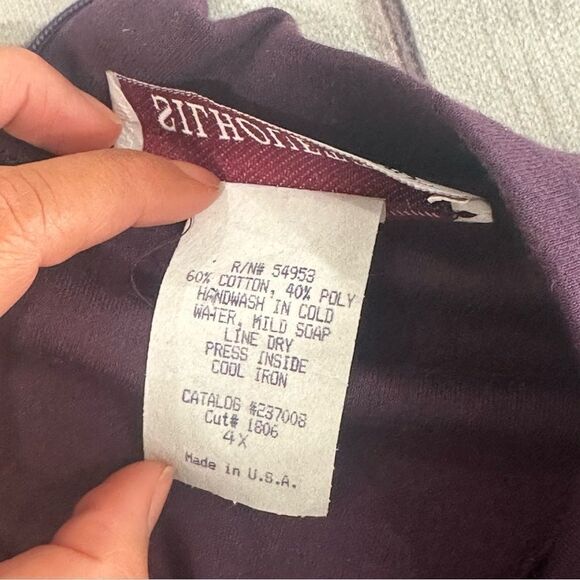 R/N# 54953
60% COTTON, 40% POLY
HANDWASH IN COLD
WATER, MILD SOAP
LINE DRY
PRESS INSIDE
COOL IRON
CATALOG #237008
Cut# 1806
4X
Made in U.S.A.